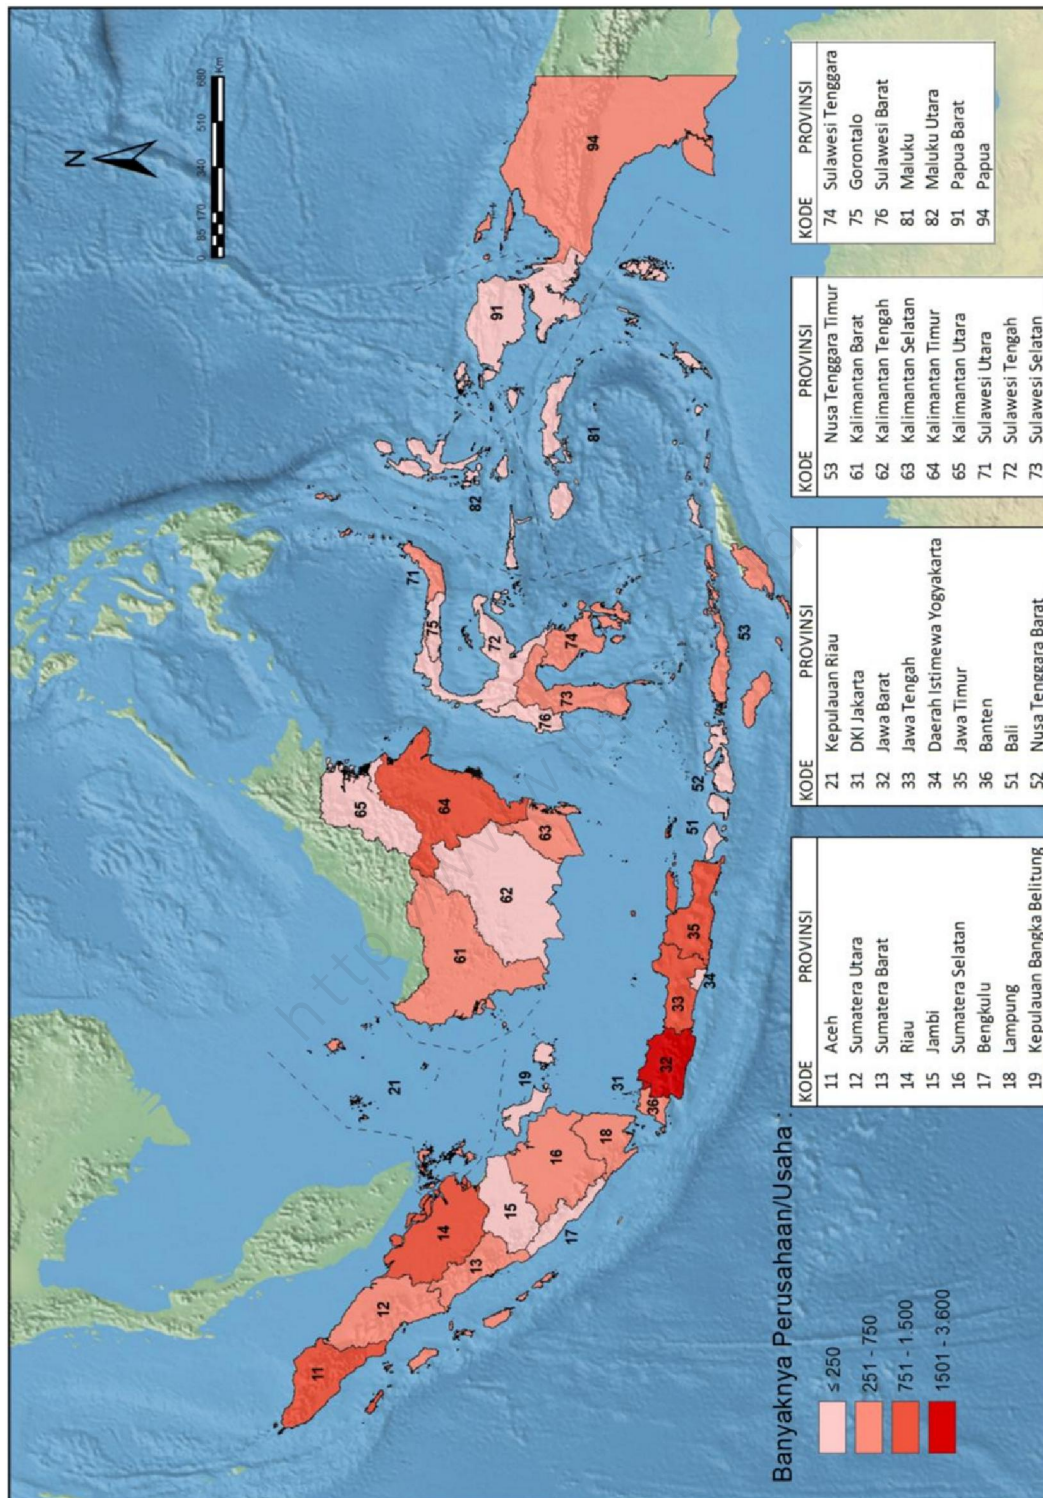 N
0 85 170 340 510 680
Km
94
91
82
81
71
75
72
74
73
76
53
65
64
63
62
61
52
51
35
34
33
32
31
36
21
19
18
16
15
17
14
13
12
11
http
Banyaknya Perusahaan/Usaha :
≤ 250
251 - 750
751 - 1.500
1501 - 3.600
KODE PROVINSI
11 Aceh
12 Sumatera Utara
13 Sumatera Barat
14 Riau
15 Jambi
16 Sumatera Selatan
17 Bengkulu
18 Lampung
19 Kepulauan Bangka Belitung
KODE PROVINSI
21 Kepulauan Riau
31 DKI Jakarta
32 Jawa Barat
33 Jawa Tengah
34 Daerah Istimewa Yogyakarta
35 Jawa Timur
36 Banten
51 Bali
52 Nusa Tenggara Barat
KODE PROVINSI
53 Nusa Tenggara Timur
61 Kalimantan Barat
62 Kalimantan Tengah
63 Kalimantan Selatan
64 Kalimantan Timur
65 Kalimantan Utara
71 Sulawesi Utara
72 Sulawesi Tengah
73 Sulawesi Selatan
KODE PROVINSI
74 Sulawesi Tenggara
75 Gorontalo
76 Sulawesi Barat
81 Maluku
82 Maluku Utara
91 Papua Barat
94 Papua